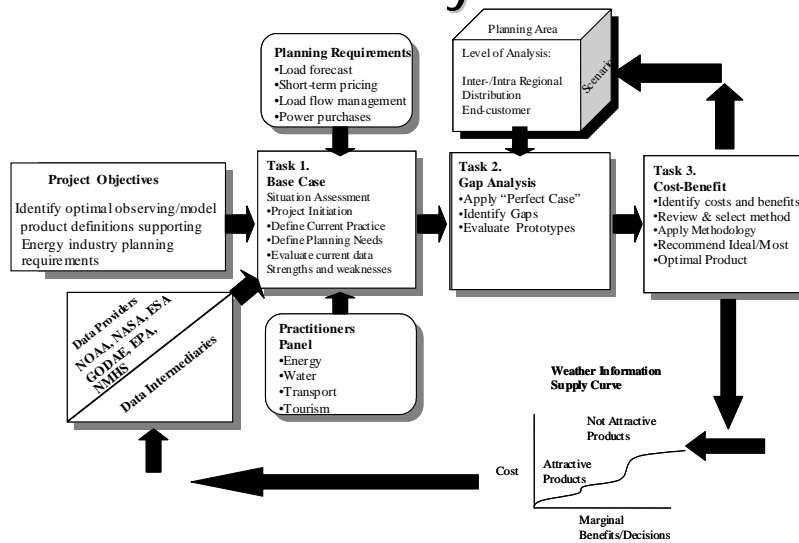 Planning Area
Level of Analysis:
Inter-/Intra Regional
Distribution
End-customer
Scenario
Planning Requirements
•Load forecast
•Short-term pricing
•Load flow management
•Power purchases
Project Objectives
Identify optimal observing/model
product definitions supporting
Energy industry planning
requirements
Task 1.
Base Case
Situation Assessment
•Project Initiation
•Define Current Practice
•Define Planning Needs
•Evaluate current data
Strengths and weaknesses
Task 2.
Gap Analysis
•Apply “Perfect Case”
•Identify Gaps
•Evaluate Prototypes
Task 3.
Cost-Benefit
•Identify costs and benefits
•Review & select method
•Apply Methodology
•Recommend Ideal/Most
•Optimal Product
Data Providers
NOAA, NASA, ESA
GODAE, EPA,
NMHS
Data Intermediaries
Practitioners
Panel
•Energy
•Water
•Transport
•Tourism
Weather Information
Supply Curve
Not Attractive
Products
Attractive
Products
Cost
Marginal
Benefits/Decisions